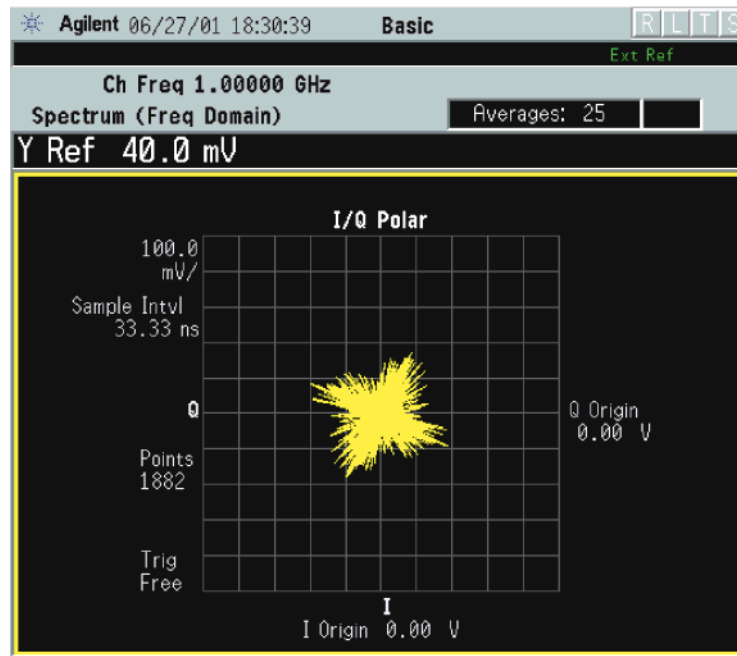 Agilent 06/27/01 18:30:39 Basic R L T S
Ext Ref
Ch Freq 1.00000 GHz
Spectrum (Freq Domain)
Averages: 25
Y Ref 40.0 mV
I/Q Polar
100.0
mV/
Sample Intvl
33.33 ns
Q
Q Origin
0.00 V
Points
1882
Trig
Free
I
I Origin 0.00 V